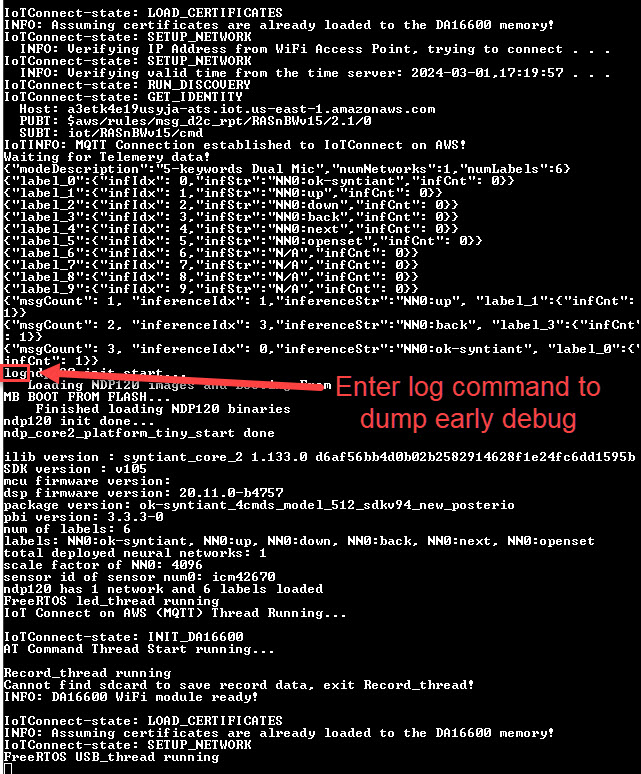 IoTConnect-state: LOAD_CERTIFICATES
INFO: Assuming certificates are already loaded to the DA16600 memory!
IoTConnect-state: SETUP_NETWORK
INFO: Verifying IP Address from WiFi Access Point, trying to connect . . .
IoTConnect-state: SETUP_NETWORK
INFO: Verifying valid time from the time server: 2024-03-01,17:19:57 . . .
IoTConnect-state: RUN_DISCOVERY
IoTConnect-state: GET_IDENTITY
Host: a3etk4e19usyja-ats.iot.us-east-1.amazonaws.com
PUBT: $aws/rules/msg_d2c_rpt/RASnBWv15/2.1/0
SUBT: iot/RASnBWv15/cmd
IoTINFO: MQTT Connection established to IoTConnect on AWS!
Waiting for Telemery data!
{"modeDescription":"5-keywords Dual Mic","numNetworks":1,"numLabels":6}
{"label_0":{"infIdx": 0,"infStr":"NN0:ok-syntiant","infCnt": 0}}
{"label_1":{"infIdx": 1,"infStr":"NN0:up","infCnt": 0}}
{"label_2":{"infIdx": 2,"infStr":"NN0:down","infCnt": 0}}
{"label_3":{"infIdx": 3,"infStr":"NN0:back","infCnt": 0}}
{"label_4":{"infIdx": 4,"infStr":"NN0:next","infCnt": 0}}
{"label_5":{"infIdx": 5,"infStr":"NN0:openset","infCnt": 0}}
{"label_6":{"infIdx": 6,"infStr":"N/A","infCnt": 0}}
{"label_7":{"infIdx": 7,"infStr":"N/A","infCnt": 0}}
{"label_8":{"infIdx": 8,"infStr":"N/A","infCnt": 0}}
{"label_9":{"infIdx": 9,"infStr":"N/A","infCnt": 0}}
{"msgCount": 1, "inferenceIdx": 1,"inferenceStr":"NN0:up", "label_1":{"infCnt":
1}}
{"msgCount": 2, "inferenceIdx": 3,"inferenceStr":"NN0:back", "label_3":{"infCnt"
: 1}}
{"msgCount": 3, "inferenceIdx": 0,"inferenceStr":"NN0:ok-syntiant", "label_0":{"
infCnt": 1}}
log init start...
Loading NDP120 images and From
MB BOOT FROM FLASH...
Finished loading NDP120 binaries
ndp120 init done...
ndp_core2_platform_tiny_start done
Enter log command to
dump early debug
ilib version : syntiant_core_2 1.133.0 d6af56bb4d0b02b2582914628f1e24fc6dd1595b
SDK version : v105
mcu firmware version:
dsp firmware version: 20.11.0-b4757
package version: ok-syntiant_4cmds_model_512_sdkv94_new_posterio
pbi version: 3.3.3-0
num of labels: 6
labels: NN0:ok-syntiant, NN0:up, NN0:down, NN0:back, NN0:next, NN0:openset
total deployed neural networks: 1
scale factor of NN0: 4096
sensor id of sensor num0: icm42670
ndp120 has 1 network and 6 labels loaded
FreeRTOS led_thread running
IoT Connect on AWS (MQTT) Thread Running...
IoTConnect-state: INIT_DA16600
AT Command Thread Start running...
Record_thread running
Cannot find sdcard to save record data, exit Record_thread!
INFO: DA16600 WiFi module ready!
IoTConnect-state: LOAD_CERTIFICATES
INFO: Assuming certificates are already loaded to the DA16600 memory!
IoTConnect-state: SETUP_NETWORK
FreeRTOS USB_thread running